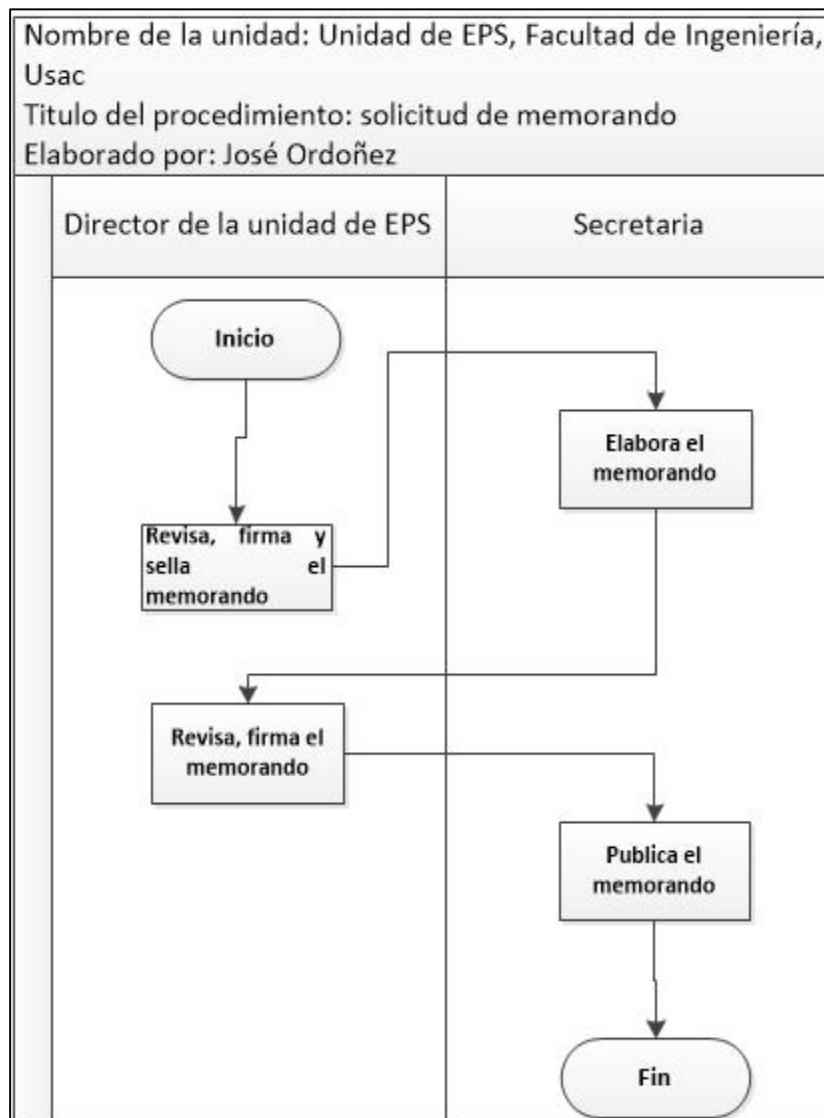 Nombre de la unidad: Unidad de EPS, Facultad de Ingeniería,
Usac
Titulo del procedimiento: solicitud de memorando
Elaborado por: José Ordoñez
Director de la unidad de EPS
Secretaria
Inicio
Elabora el
memorando
Revisa, firma y
sella el
memorando
Revisa, firma el
memorando
Publica el
memorando
Fin